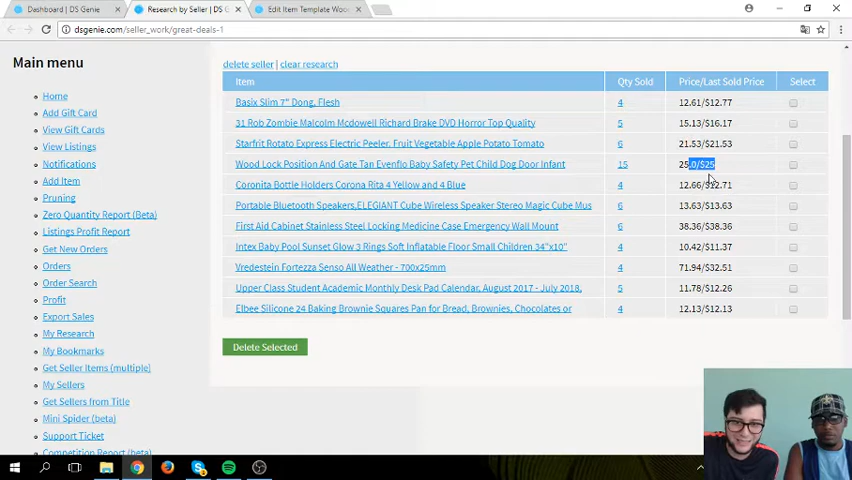 Dashboard | DS Genie
Research by Seller | DS G
Edit Item Template Woo
dsgenie.com/seller_work/great-deals-1
Main menu
Home
Add Gift Card
View Gift Cards
View Listings
Notifications
Add Item
Pruning
Zero Quantity Report (Beta)
Listings Profit Report
Get New Orders
Orders
Order Search
Profit
Export Sales
My Research
My Bookmarks
Get Seller Items (multiple)
My Sellers
Get Sellers from Title
Mini Spider (beta)
Support Ticket
Competition Report (beta)
delete seller | clear research
Item Qty Sold Price/Last Sold Price Select
Basix Slim 7" Dong, Flesh 4 12.61/$12.77
31 Rob Zombie Malcolm Mcdowell Richard Brake DVD Horror Top Quality 5 15.13/$16.17
Starfrit Rotato Express Electric Peeler. Fruit Vegetable Apple Potato Tomato 6 21.53/$21.53
Wood Lock Position And Gate Tan Evenflo Baby Safety Pet Child Dog Door Infant 15 25.0/$25
Coronita Bottle Holders Corona Rita 4 Yellow and 4 Blue 4 12.66/$12.71
Portable Bluetooth Speakers,ELEGIANT Cube Wireless Speaker Stereo Magic Cube Mus 6 13.63/$13.63
First Aid Cabinet Stainless Steel Locking Medicine Case Emergency Wall Mount 6 38.36/$38.36
Intex Baby Pool Sunset Glow 3 Rings Soft Inflatable Floor Small Children 34"x10" 4 10.42/$11.37
Vredestein Fortezza Senso All Weather - 700x25mm 4 71.94/$32.51
Upper Class Student Academic Monthly Desk Pad Calendar, August 2017 - July 2018, 5 11.78/$12.26
Elbee Silicone 24 Baking Brownie Squares Pan for Bread, Brownies, Chocolates or 4 12.13/$12.13
Delete Selected